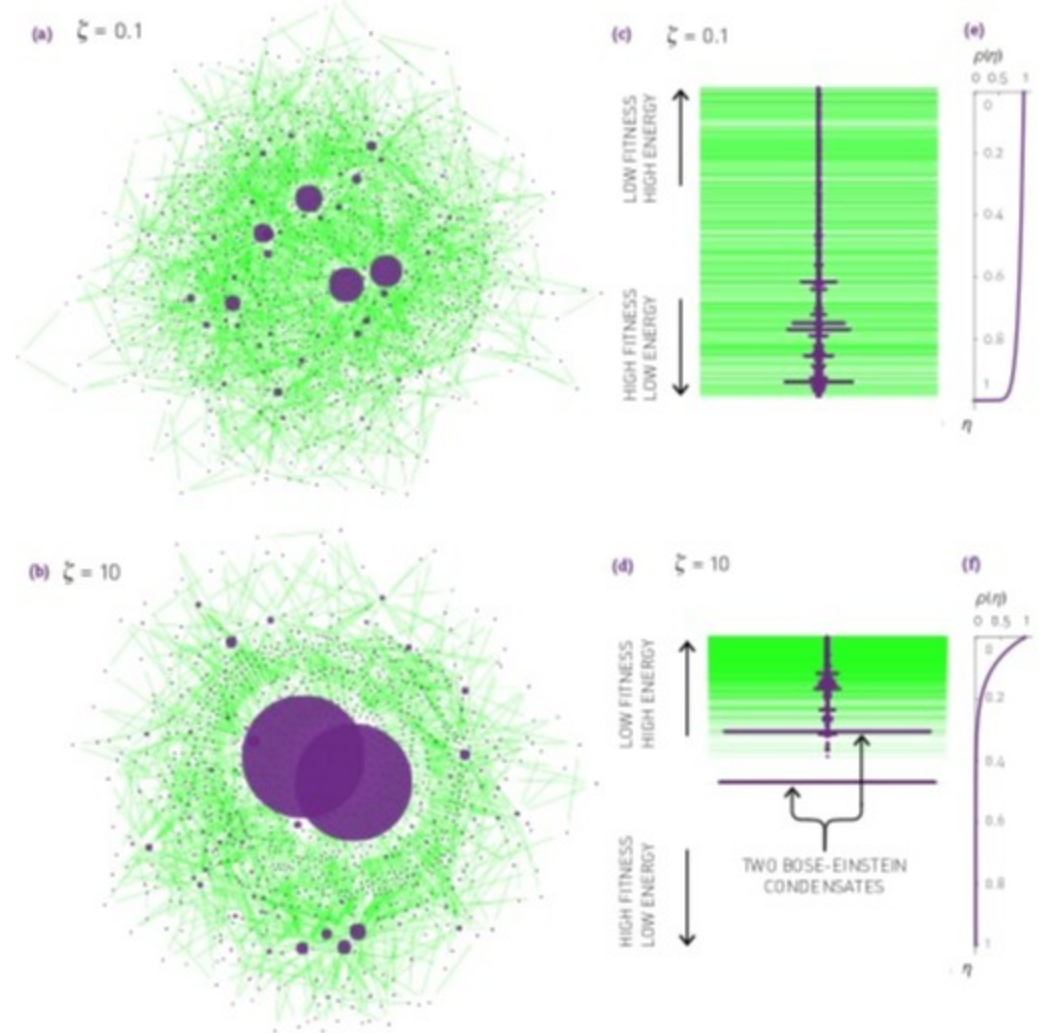 (a) ζ = 0.1
(c) ζ = 0.1
(e)
ρ(η)
0 0.5 1
0
0.2
0.4
0.6
0.8
1
η
LOW FITNESS
HIGH ENERGY
HIGH FITNESS
LOW ENERGY
(b) ζ = 10
(d) ζ = 10
(f)
ρ(η)
0 0.5 1
0
0.2
0.4
0.6
0.8
1
η
LOW FITNESS
HIGH ENERGY
TWO BOSE-EINSTEIN
CONDENSATES
HIGH FITNESS
LOW ENERGY